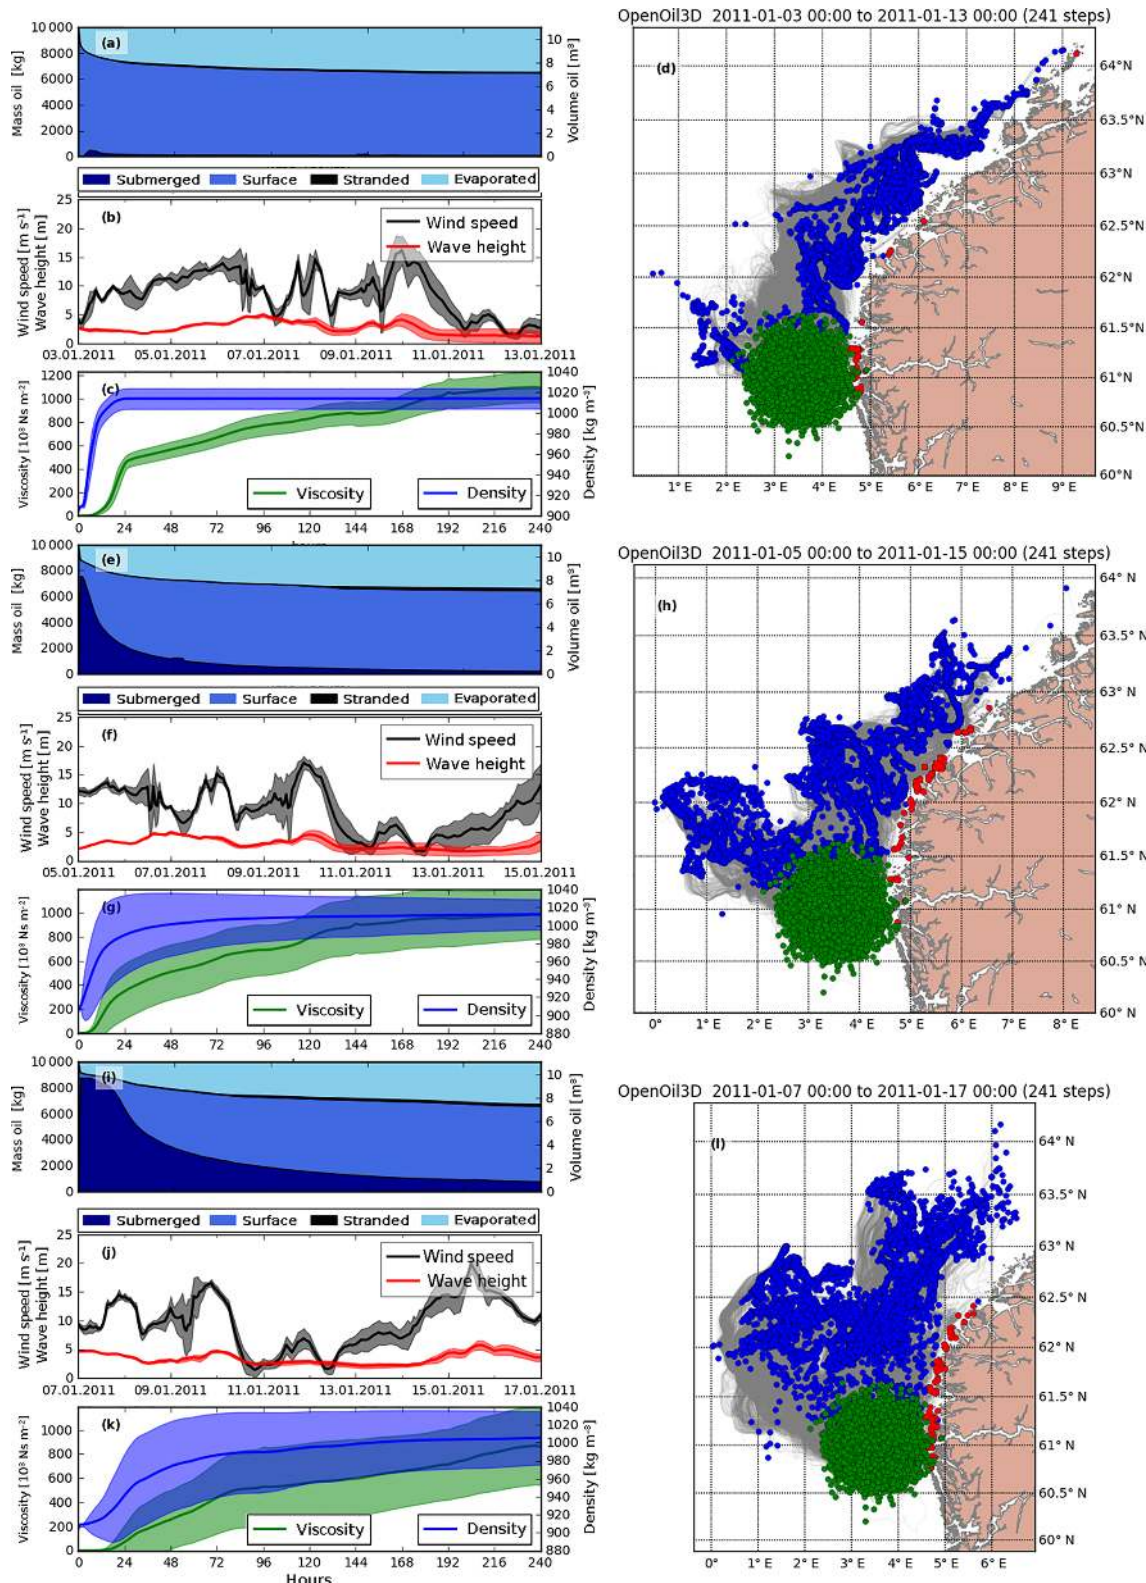 OpenOil3D 2011-01-03 00:00 to 2011-01-13 00:00 (241 steps)
(a)
Mass oil [kg]
10 000
8000
6000
4000
2000
0
Volume oil [m³]
10
8
6
4
2
0
Submerged Surface Stranded Evaporated
(b)
Wind speed [m s⁻¹]
Wave height [m]
25
20
15
10
5
0
Wind speed
Wave height
03.01.2011 05.01.2011 07.01.2011 09.01.2011 11.01.2011 13.01.2011
(c)
Viscosity [10³ Ns m⁻²]
1200
1000
800
600
400
200
0
Density [kg m⁻³]
1040
1020
1000
980
960
940
920
900
Viscosity
Density
0 24 48 72 96 120 144 168 192 216 240
(d)
64°N
63.5°N
63°N
62.5°N
62°N
61.5°N
61°N
60.5°N
60°N
1°E 2°E 3°E 4°E 5°E 6°E 7°E 8°E 9°E
OpenOil3D 2011-01-05 00:00 to 2011-01-15 00:00 (241 steps)
(e)
Mass oil [kg]
10 000
8000
6000
4000
2000
0
Volume oil [m³]
10
8
6
4
2
0
Submerged Surface Stranded Evaporated
(f)
Wind speed [m s⁻¹]
Wave height [m]
25
20
15
10
5
0
Wind speed
Wave height
05.01.2011 07.01.2011 09.01.2011 11.01.2011 13.01.2011 15.01.2011
(g)
Viscosity [10³ Ns m⁻²]
1000
800
600
400
200
0
Density [kg m⁻³]
1040
1020
1000
980
960
940
920
900
880
Viscosity
Density
0 24 48 72 96 120 144 168 192 216 240
(h)
64° N
63.5° N
63° N
62.5° N
62° N
61.5° N
61° N
60.5° N
60° N
0° 1° E 2° E 3° E 4° E 5° E 6° E 7° E 8° E
OpenOil3D 2011-01-07 00:00 to 2011-01-17 00:00 (241 steps)
(i)
Mass oil [kg]
10 000
8000
6000
4000
2000
0
Volume oil [m³]
10
8
6
4
2
0
Submerged Surface Stranded Evaporated
(j)
Wind speed [m s⁻¹]
Wave height [m]
25
20
15
10
5
0
Wind speed
Wave height
07.01.2011 09.01.2011 11.01.2011 13.01.2011 15.01.2011 17.01.2011
(k)
Viscosity [10³ Ns m⁻²]
1000
800
600
400
200
0
Density [kg m⁻³]
1040
1020
1000
980
960
940
920
900
880
Viscosity
Density
0 24 48 72 96 120 144 168 192 216 240
Hours
(l)
64° N
63.5° N
63° N
62.5° N
62° N
61.5° N
61° N
60.5° N
60° N
0° 1° E 2° E 3° E 4° E 5° E 6° E